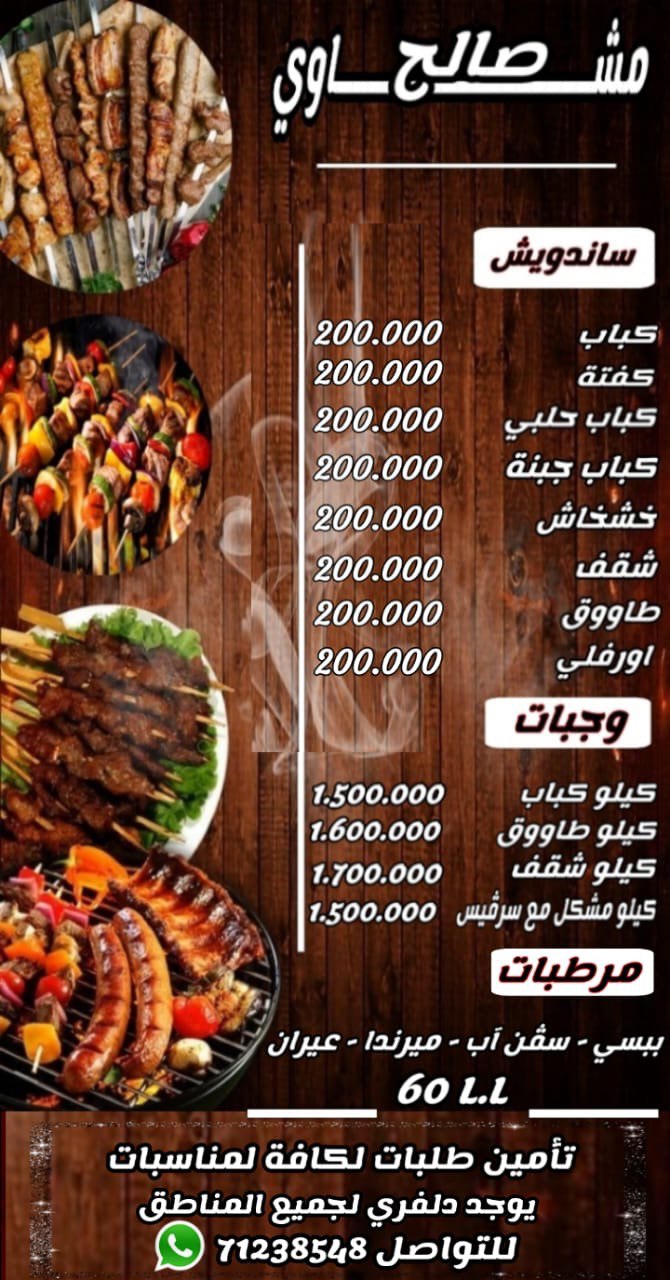 مشـــاوي صالح
ساندويش
كباب 200.000
كفتة 200.000
كباب حلبي 200.000
كباب جبنة 200.000
خشخاش 200.000
شقف 200.000
طاووق 200.000
اورفلي 200.000
وجبات
كيلو كباب 1.500.000
كيلو طاووق 1.600.000
كيلو شقف 1.700.000
كيلو مشكل مع سرڤيس 1.500.000
مرطبات
ببسي - سڤن آب - ميرندا - عيران
60 L.L
تأمين طلبات لكافة لمناسبات
يوجد دلفري لجميع المناطق
للتواصل 71238548